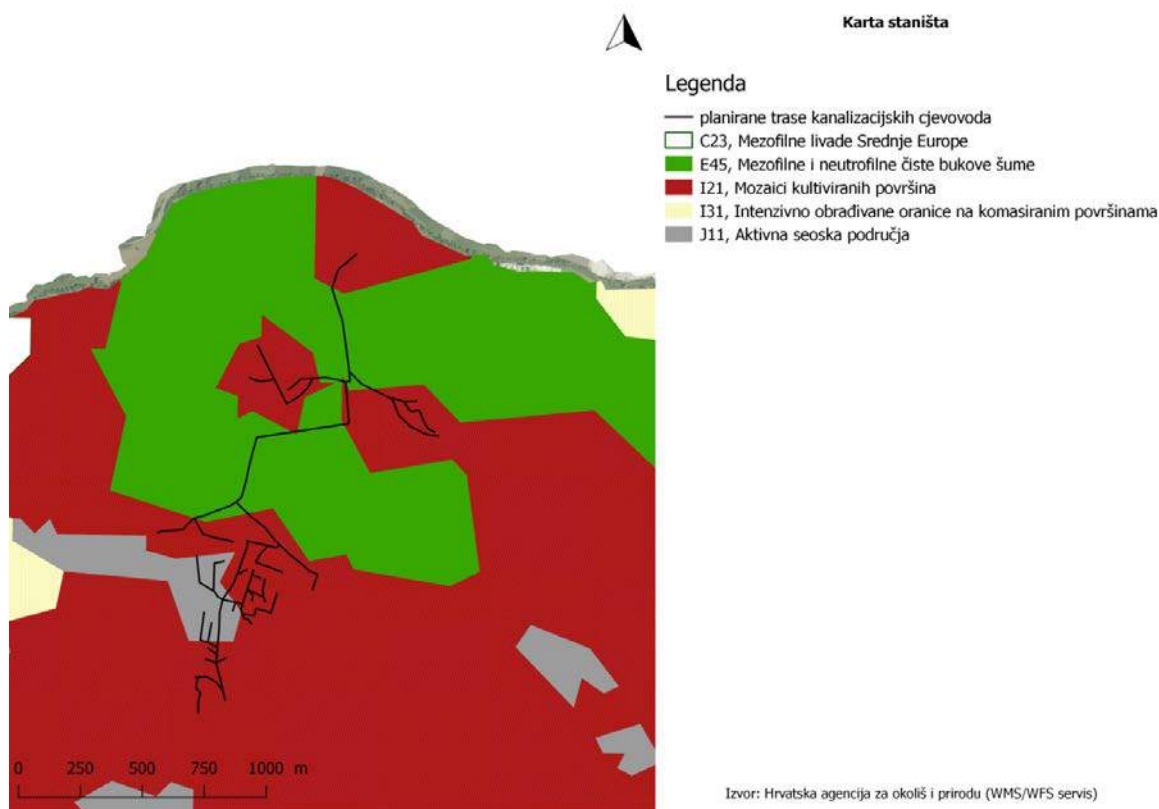 Karta staništa
Legenda
planirane trase kanalizacijskih cjevovoda
C23, Mezofilne livade Srednje Europe
E45, Mezofilne i neutrofilne čiste bukove šume
I21, Mozaici kultiviranih površina
I31, Intenzivno obrađivane oranice na komasiranim površinama
J11, Aktivna seoska područja
0 250 500 750 1000 m
Izvor: Hrvatska agencija za okoliš i prirodu (WMS/WFS servis)